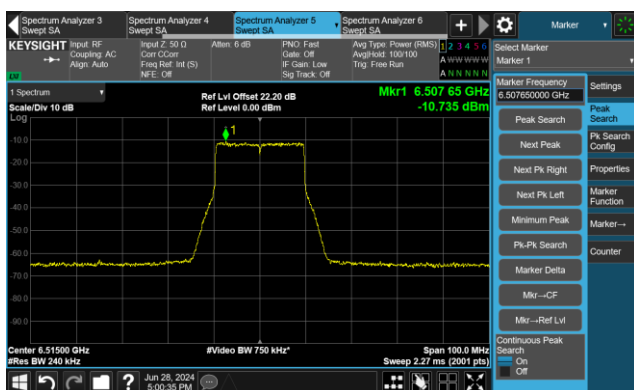 Spectrum Analyzer 3
Swept SA
Spectrum Analyzer 4
Swept SA
Spectrum Analyzer 5
Swept SA
Spectrum Analyzer 6
Swept SA
+
Marker
KEYSIGHT
Input: RF
Coupling: AC
Align: Auto
Input Z: 50 Ω
Corr CCorr
Freq Ref: Int (S)
NFE: Off
Atten: 6 dB
PNO: Fast
Gate: Off
IF Gain: Low
Sig Track: Off
Avg Type: Power (RMS)
Avg|Hold: 100/100
Trig: Free Run
1 2 3 4 5 6
A W W W W W
A N N N N N
LXI
Select Marker
Marker 1
1 Spectrum
Scale/Div 10 dB
Log
Ref Lvl Offset 22.20 dB
Ref Level 0.00 dBm
Mkr1 6.507 65 GHz
-10.735 dBm
1
-10.0
-20.0
-30.0
-40.0
-50.0
-60.0
-70.0
-80.0
-90.0
Center 6.51500 GHz
#Res BW 240 kHz
#Video BW 750 kHz*
Span 100.0 MHz
Sweep 2.27 ms (2001 pts)
Marker Frequency
6.507650000 GHz
Peak Search
Next Peak
Next Pk Right
Next Pk Left
Minimum Peak
Pk-Pk Search
Marker Delta
Mkr→CF
Mkr→Ref Lvl
Continuous Peak
Search
On
Off
Settings
Peak
Search
Pk Search
Config
Properties
Marker
Function
Marker→
Counter
?
Jun 28, 2024
5:00:35 PM